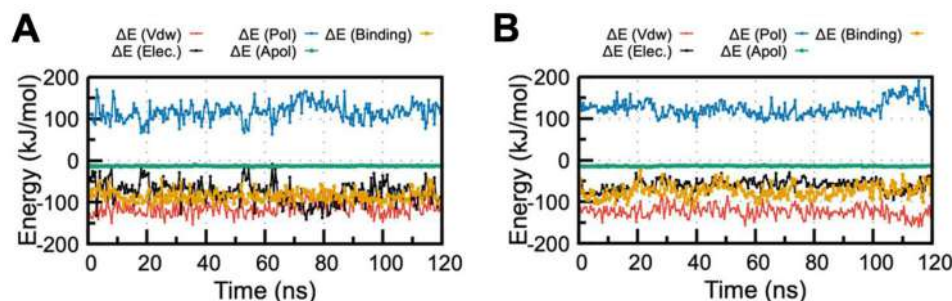 A
ΔE (Vdw) ΔE (Pol) ΔE (Binding)
ΔE (Elec.) ΔE (Apol)
Energy (kJ/mol)
200
100
0
-100
-200
0 20 40 60 80 100 120
Time (ns)
B
ΔE (Vdw) ΔE (Pol) ΔE (Binding)
ΔE (Elec.) ΔE (Apol)
Energy (kJ/mol)
200
100
0
-100
-200
0 20 40 60 80 100 120
Time (ns)